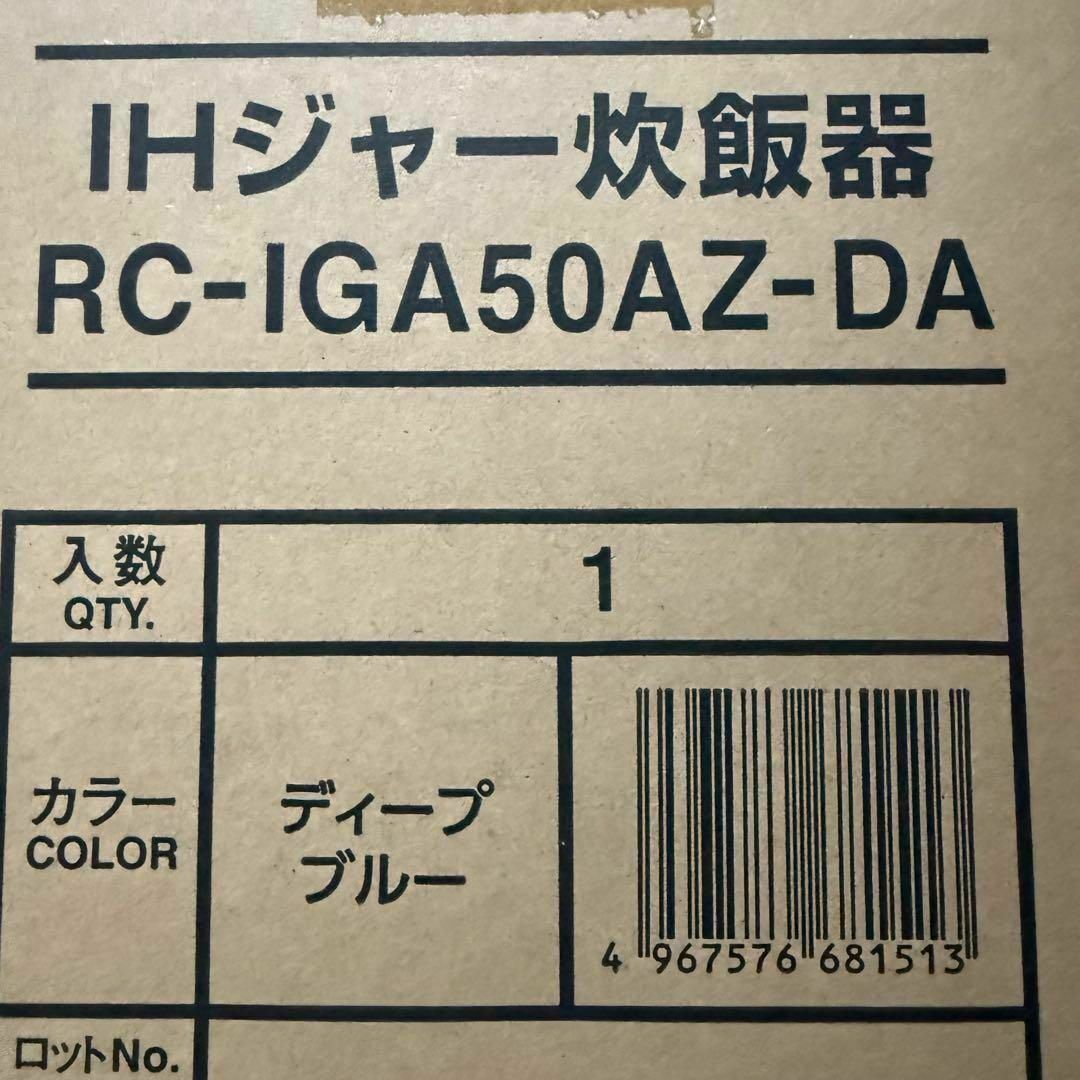 IHジャー炊飯器
RC-IGA50AZ-DA
入数
QTY.
1
カラー
COLOR
ディープ
ブルー
4 967576 681513
ロットNo.